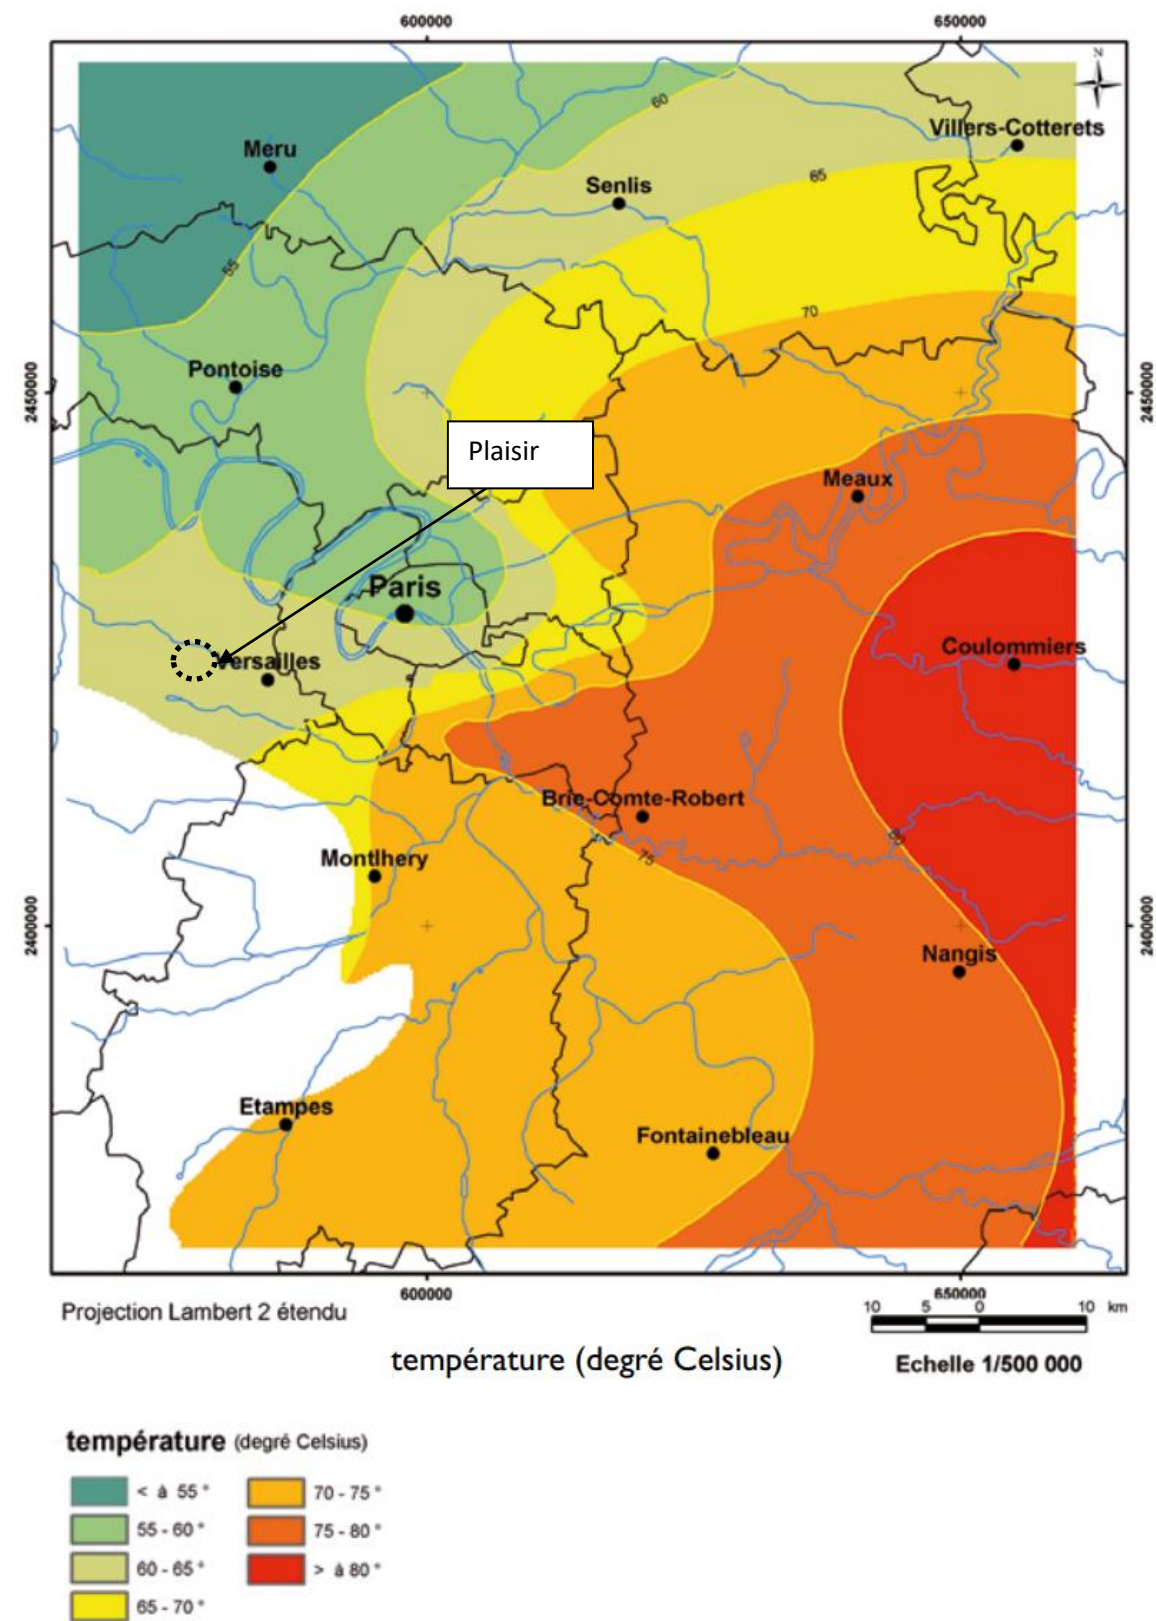 600000
650000
N
60
Villers-Cotterets
Meru
65
Senlis
55
70
Pontoise
2450000
2450000
Plaisir
Meaux
Paris
Coulommiers
Versailles
Brie-Comte-Robert
80
75
Montlhery
2400000
2400000
Nangis
Etampes
Fontainebleau
600000
650000
Projection Lambert 2 étendu
10 5 0 10 km
température (degré Celsius)
Echelle 1/500 000
température (degré Celsius)
< à 55 °
70 - 75 °
55 - 60 °
75 - 80 °
60 - 65 °
> à 80 °
65 - 70 °